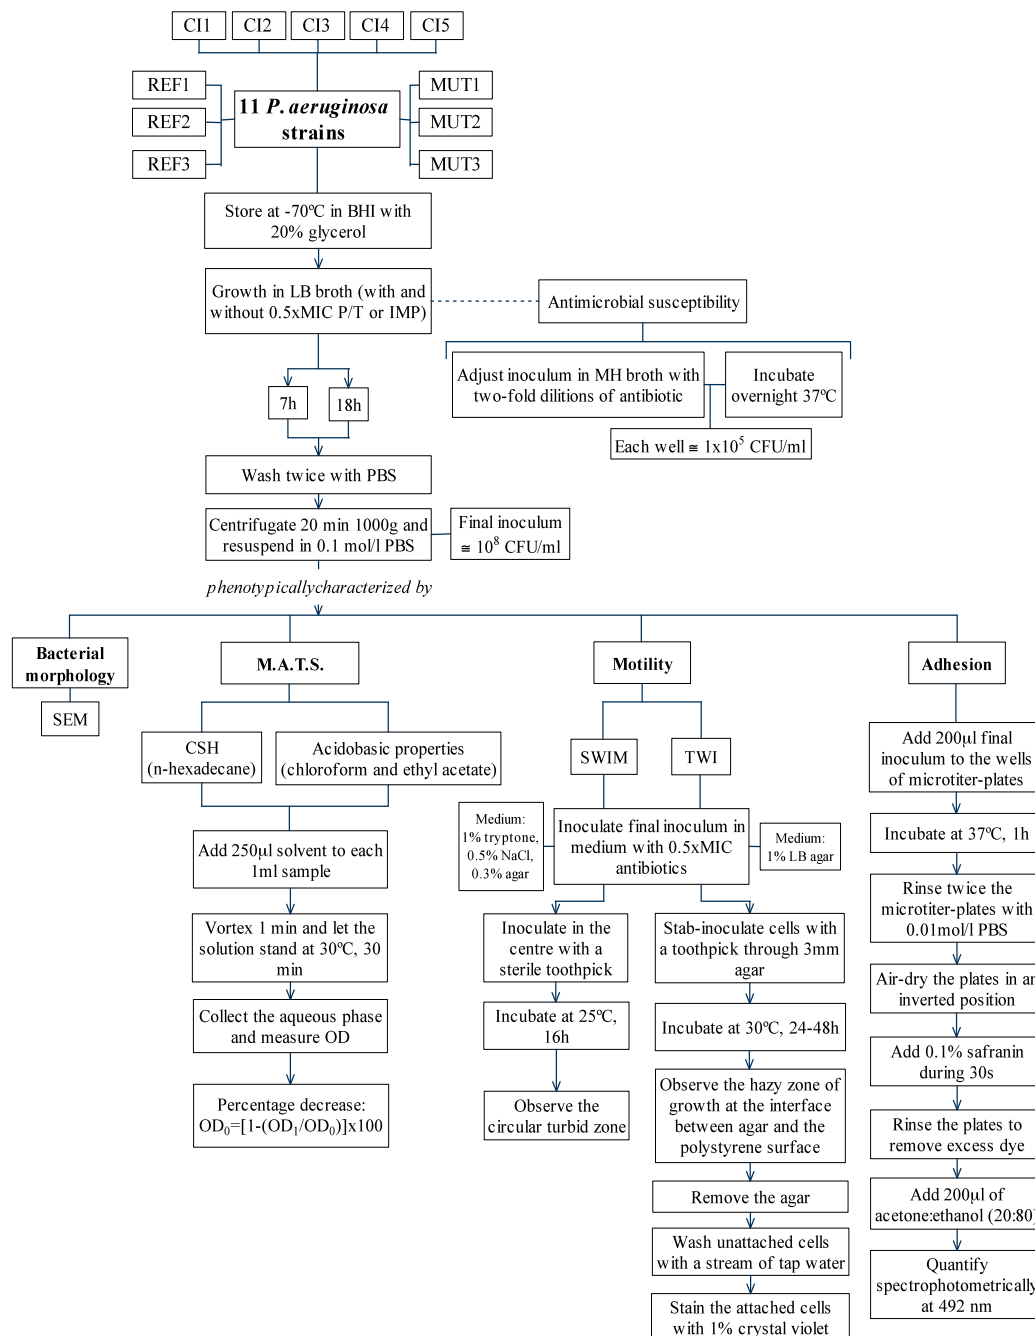 CI1
CI2
CI3
CI4
CI5
REF1
REF2
REF3
11 P. aeruginosa
strains
MUT1
MUT2
MUT3
Store at -70ºC in BHI with
20% glycerol
Growth in LB broth (with and
without 0.5xMIC P/T or IMP)
Antimicrobial susceptibility
Adjust inoculum in MH broth with
two-fold dilitions of antibiotic
Incubate
overnight 37ºC
Each well ≅ 1x10⁵ CFU/ml
7h
18h
Wash twice with PBS
Centrifugate 20 min 1000g and
resuspend in 0.1 mol/l PBS
Final inoculum
≅ 10⁸ CFU/ml
phenotypicallycharacterized by
Bacterial
morphology
SEM
M.A.T.S.
CSH
(n-hexadecane)
Acidobasic properties
(chloroform and ethyl acetate)
Add 250µl solvent to each
1ml sample
Vortex 1 min and let the
solution stand at 30ºC, 30
min
Collect the aqueous phase
and measure OD
Percentage decrease:
OD₀=[1-(OD₁/OD₀)]x100
Motility
SWIM
TWI
Medium:
1% tryptone,
0.5% NaCl,
0.3% agar
Inoculate final inoculum in
medium with 0.5xMIC
antibiotics
Medium:
1% LB agar
Inoculate in the
centre with a
sterile toothpick
Incubate at 25ºC,
16h
Observe the
circular turbid zone
Stab-inoculate cells with
a toothpick through 3mm
agar
Incubate at 30ºC, 24-48h
Observe the hazy zone of
growth at the interface
between agar and the
polystyrene surface
Remove the agar
Wash unattached cells
with a stream of tap water
Stain the attached cells
with 1% crystal violet
Adhesion
Add 200µl final
inoculum to the wells
of microtiter-plates
Incubate at 37ºC, 1h
Rinse twice the
microtiter-plates with
0.01mol/l PBS
Air-dry the plates in an
inverted position
Add 0.1% safranin
during 30s
Rinse the plates to
remove excess dye
Add 200µl of
acetone:ethanol (20:80)
Quantify
spectrophotometrically
at 492 nm